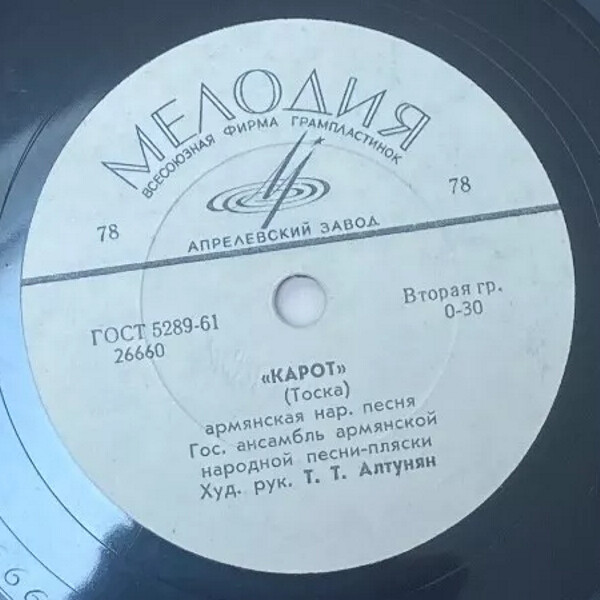 МЕЛОДИЯ
ВСЕСОЮЗНАЯ ФИРМА ГРАМПЛАСТИНОК
78
78
АПРЕЛЕВСКИЙ ЗАВОД
ГОСТ 5289-61
26660
Вторая гр.
0-30
«КАРОТ»
(Тоска)
армянская нар. песня
Гос. ансамбль армянской
народной песни-пляски
Худ. рук. Т. Т. Алтунян